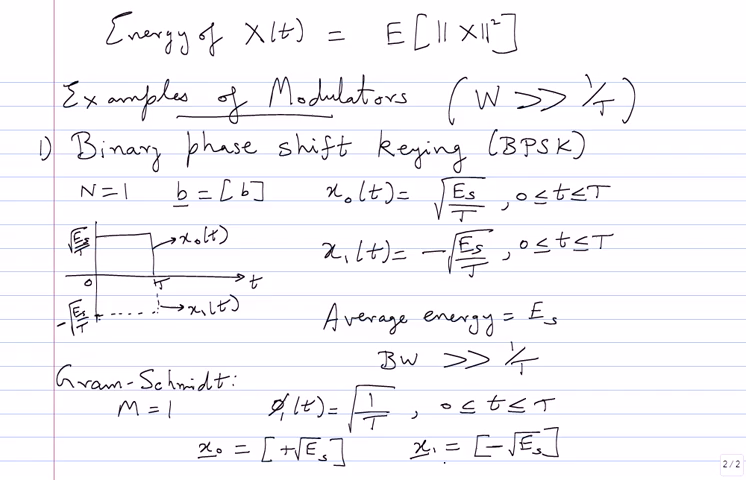 Energy of X(t) = E[||X||²]
Examples of Modulators (W >> 1/T)
1) Binary phase shift keying (BPSK)
N=1 b = [b] x₀(t) = √(Es/T), 0 ≤ t ≤ T
√(Es/T) → x₀(t) x₁(t) = -√(Es/T), 0 ≤ t ≤ T
0 T t
-√(Es/T) → x₁(t) Average energy = Es
BW >> 1/T
Gram-Schmidt:
M=1 φ₁(t) = √(1/T), 0 ≤ t ≤ T
x₀ = [+√Es] x₁ = [-√Es]
2/2